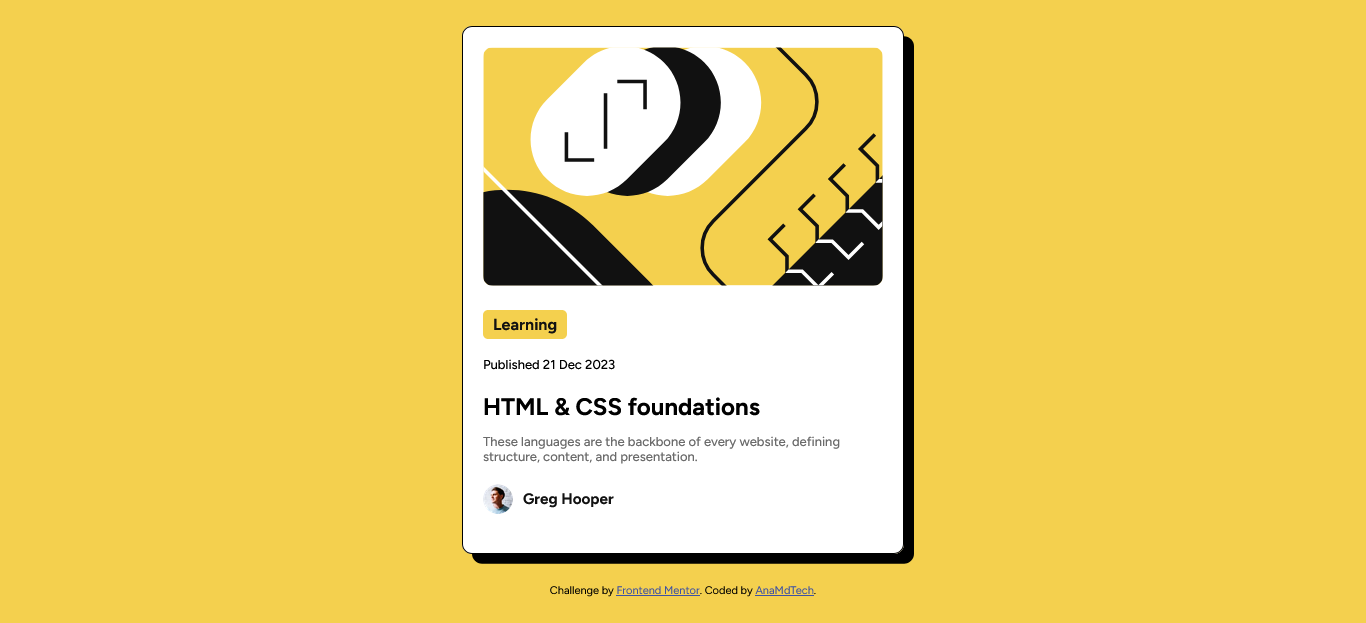 Learning
Published 21 Dec 2023
HTML & CSS foundations
These languages are the backbone of every website, defining
structure, content, and presentation.
Greg Hooper
Challenge by Frontend Mentor. Coded by AnaMdTech.